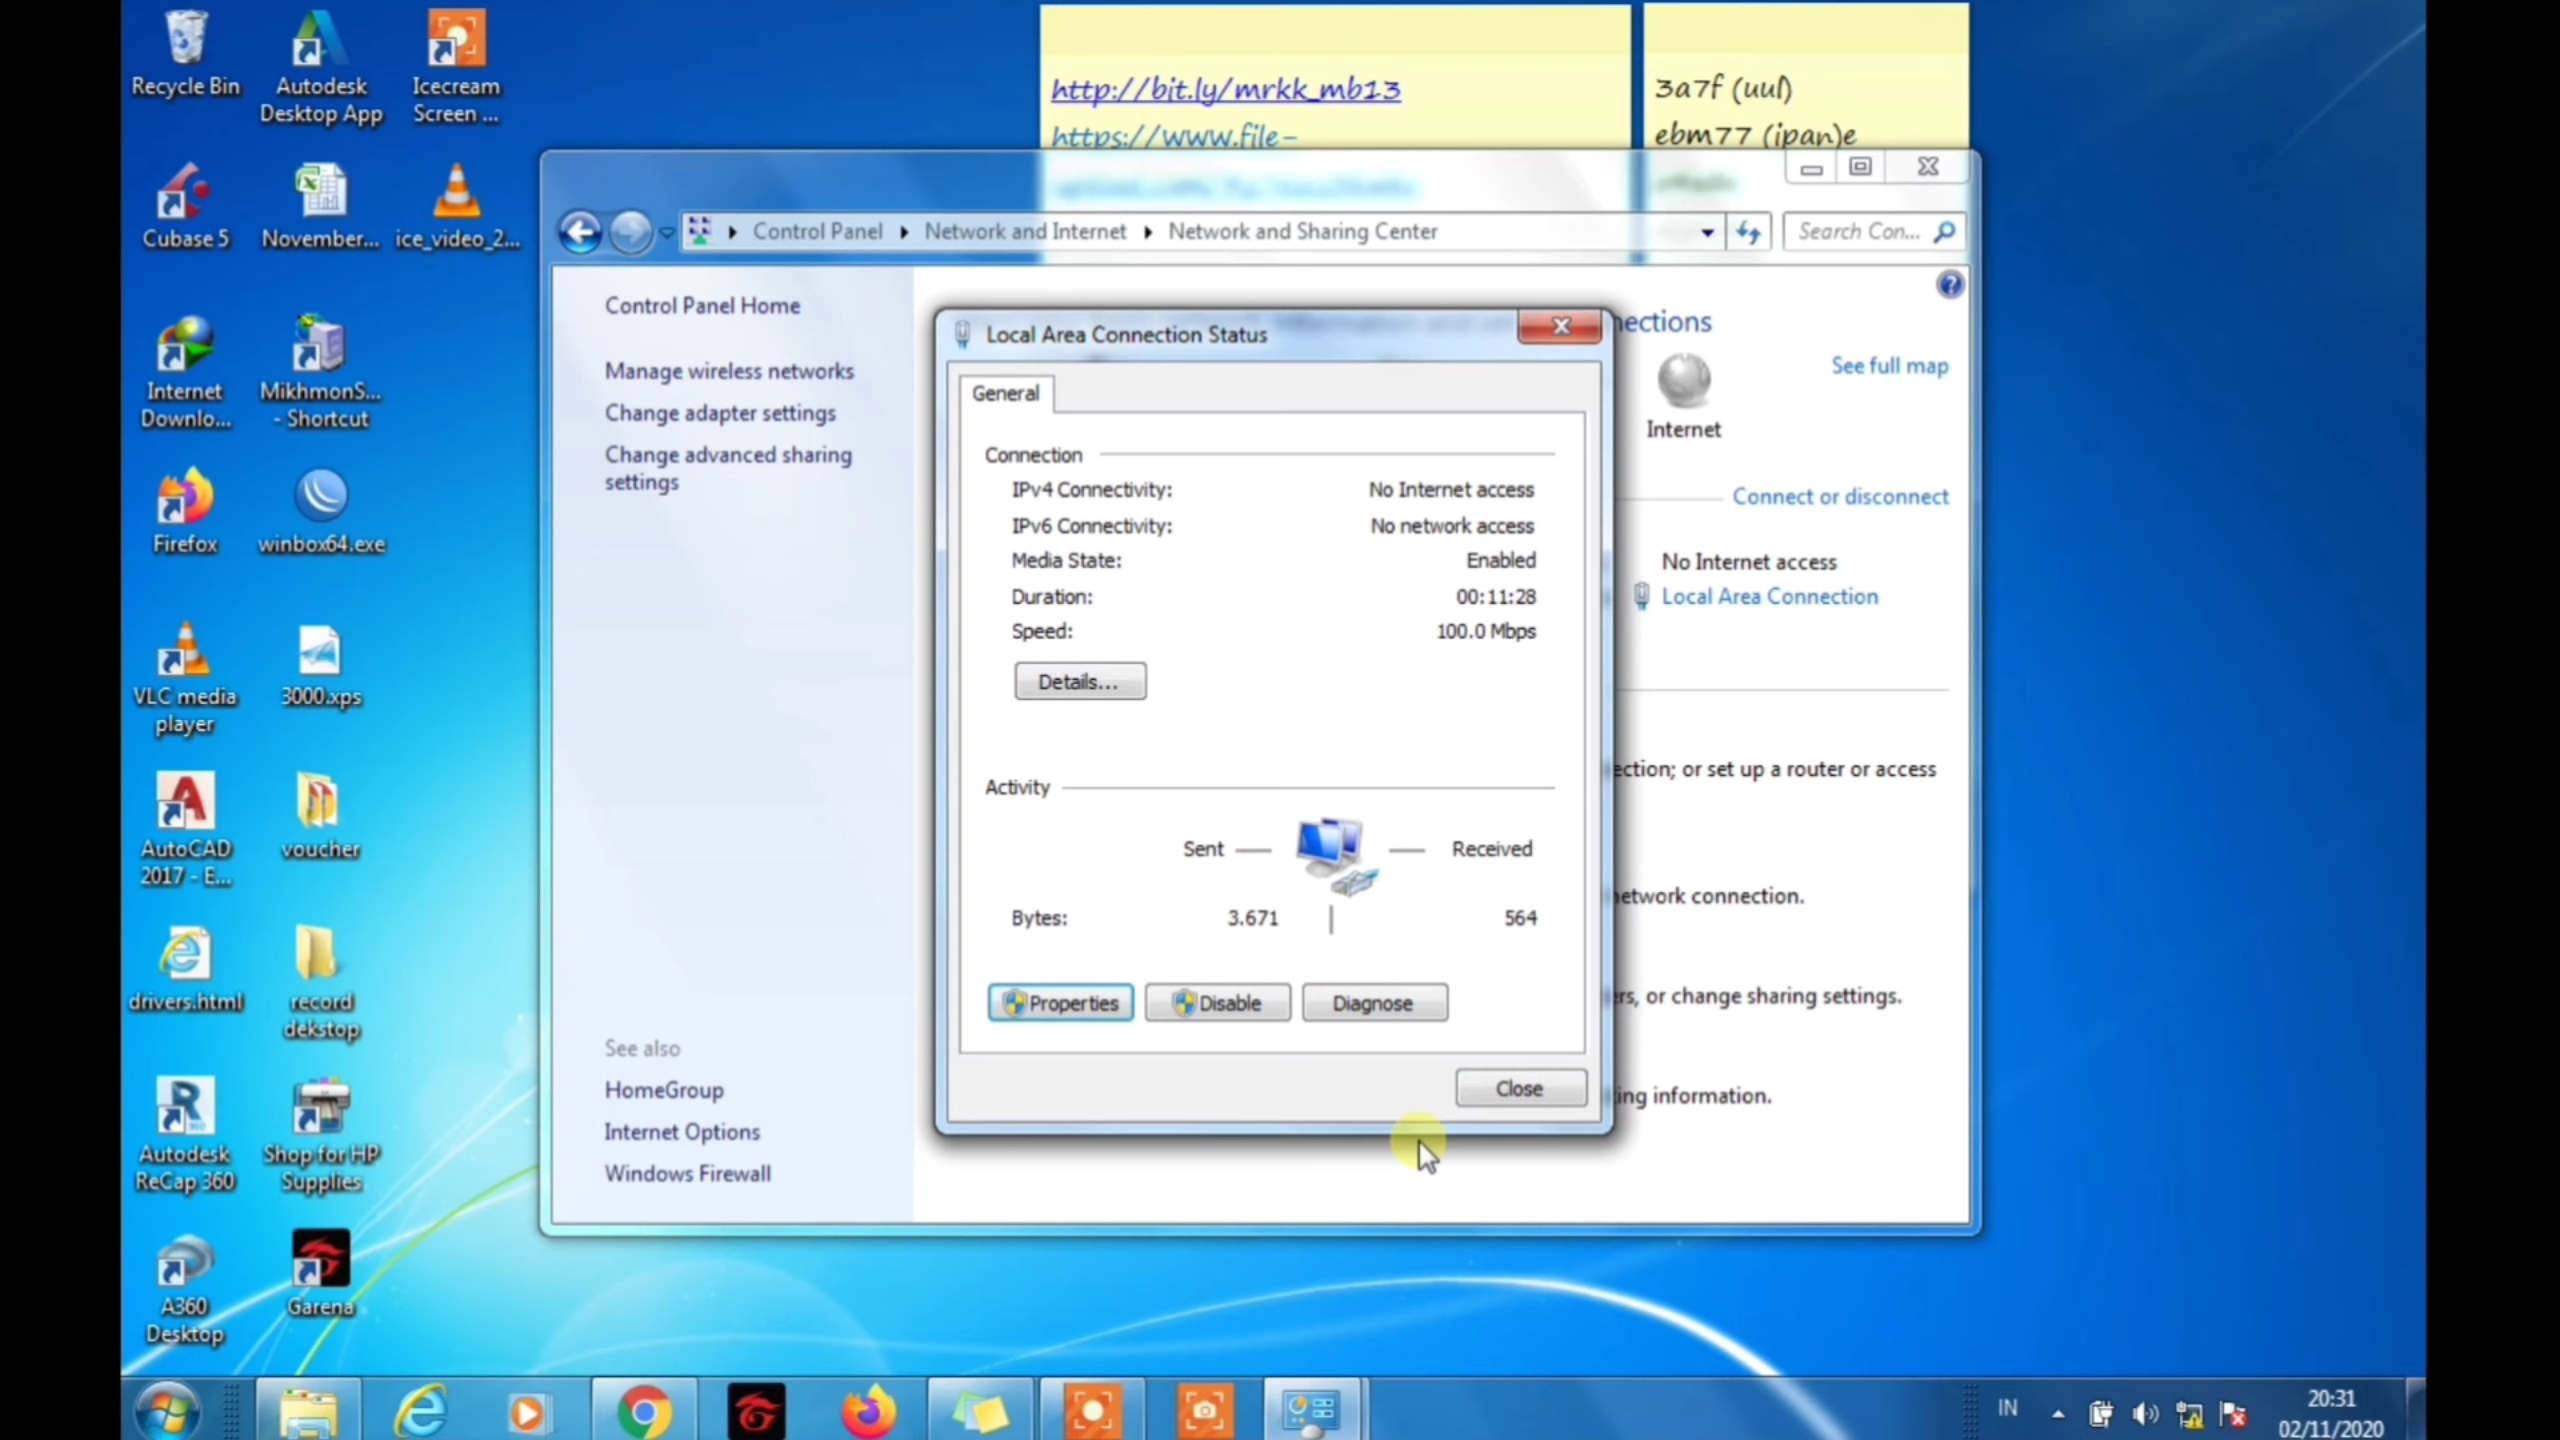 Recycle Bin
Autodesk
Desktop App
Icecream
Screen ...
Cubase 5
November...
ice_video_2...
Internet
Downlo...
MikhmonS...
- Shortcut
Firefox
winbox64.exe
VLC media
player
3000.xps
AutoCAD
2017 - E...
voucher
drivers.html
record
dekstop
Autodesk
ReCap 360
Shop for HP
Supplies
A360
Desktop
Garena
http://bit.ly/mrkk_mb13
https://www.file-
3a7f (uul)
ebm77 (ipan)e
Control Panel
Network and Internet
Network and Sharing Center
Search Con...
Control Panel Home
Manage wireless networks
Change adapter settings
Change advanced sharing
settings
See also
HomeGroup
Internet Options
Windows Firewall
Local Area Connection Status
General
Connection
IPv4 Connectivity: No Internet access
IPv6 Connectivity: No network access
Media State: Enabled
Duration: 00:11:28
Speed: 100.0 Mbps
Details...
Activity
Sent
Received
Bytes: 3.671 564
Properties
Disable
Diagnose
Close
nections
See full map
Internet
Connect or disconnect
No Internet access
Local Area Connection
ection; or set up a router or access
network connection.
ers, or change sharing settings.
ting information.
IN
20:31
02/11/2020